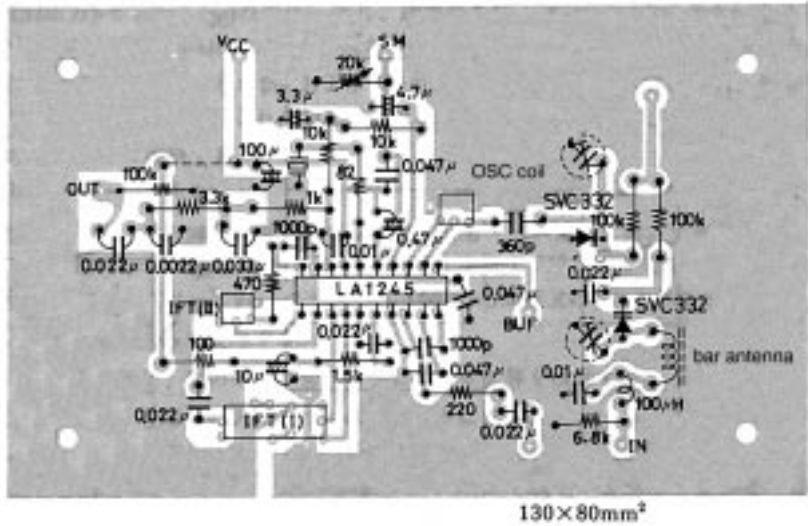 VCC
SM
20k
3.3μ
4.7μ
10k
10k
100μ
0.047μ
OSC coil
100k
82
OUT
3.3k
1k
SVC332
100k
100k
1000p
0.01μ
0.47μ
360p
0.022μ
0.0022μ
0.033μ
470
LA1245
0.047μ
0.022μ
IFT(II)
SVC332
BUF
0.022μ
100
1000p
bar antenna
10μ
1.5k
0.047μ
0.01μ
220
100μH
0.022μ
IFT(I)
0.022μ
6.8k
IN
130×80mm²